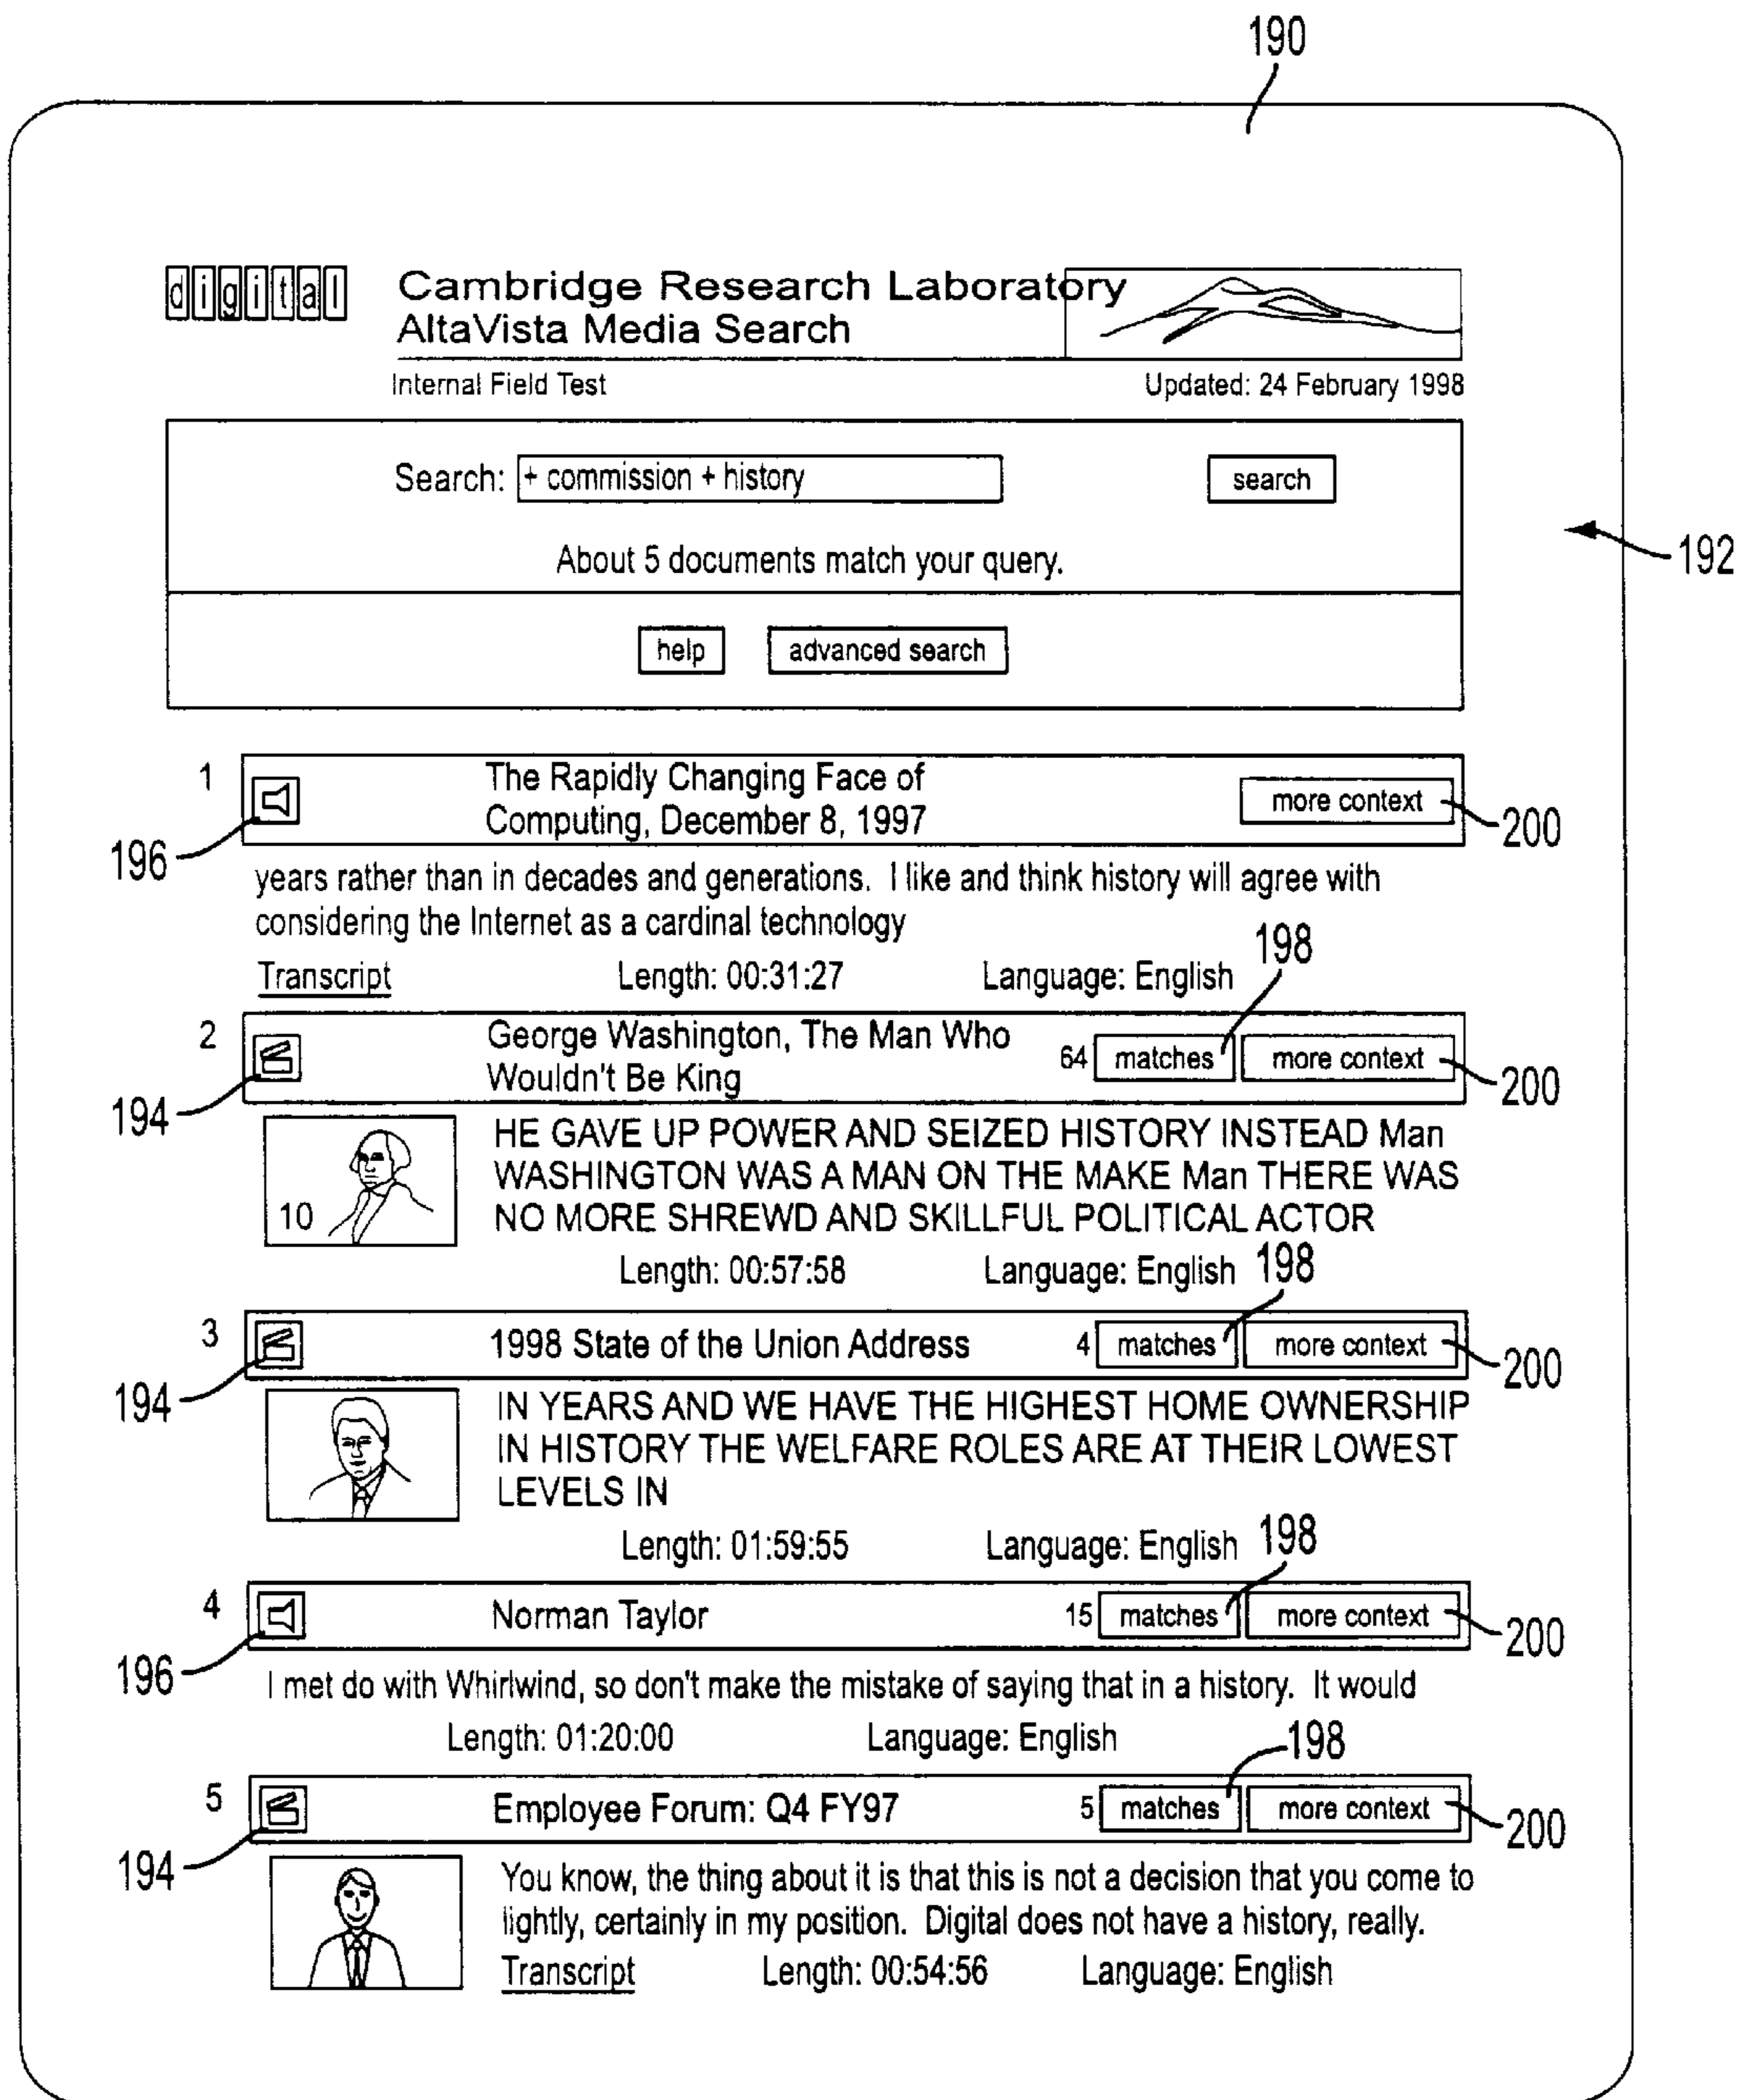 190
digital
Cambridge Research Laboratory
AltaVista Media Search
Internal Field Test
Updated: 24 February 1998
Search: + commission + history
search
About 5 documents match your query.
192
help
advanced search
1
The Rapidly Changing Face of
Computing, December 8, 1997
more context
200
196
years rather than in decades and generations. I like and think history will agree with
considering the Internet as a cardinal technology
198
Transcript
Length: 00:31:27
Language: English
2
George Washington, The Man Who
Wouldn't Be King
64 matches
more context
200
194
10
HE GAVE UP POWER AND SEIZED HISTORY INSTEAD Man
WASHINGTON WAS A MAN ON THE MAKE Man THERE WAS
NO MORE SHREWD AND SKILLFUL POLITICAL ACTOR
Length: 00:57:58
Language: English
198
3
1998 State of the Union Address
4 matches
more context
200
194
IN YEARS AND WE HAVE THE HIGHEST HOME OWNERSHIP
IN HISTORY THE WELFARE ROLES ARE AT THEIR LOWEST
LEVELS IN
Length: 01:59:55
Language: English
198
4
Norman Taylor
15 matches
more context
200
196
I met do with Whirlwind, so don't make the mistake of saying that in a history. It would
Length: 01:20:00
Language: English
198
5
Employee Forum: Q4 FY97
5 matches
more context
200
194
You know, the thing about it is that this is not a decision that you come to
lightly, certainly in my position. Digital does not have a history, really.
Transcript
Length: 00:54:56
Language: English